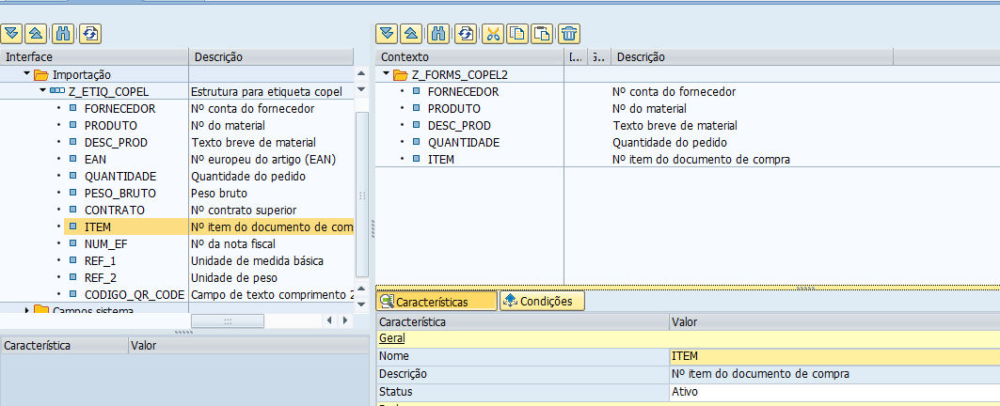 Interface Descrição
Importação
Z_ETIQ_COPEL Estrutura para etiqueta copel
FORNECEDOR Nº conta do fornecedor
PRODUTO Nº do material
DESC_PROD Texto breve de material
EAN Nº europeu do artigo (EAN)
QUANTIDADE Quantidade do pedido
PESO_BRUTO Peso bruto
CONTRATO Nº contrato superior
ITEM Nº item do documento de com
NUM_EF Nº da nota fiscal
REF_1 Unidade de medida básica
REF_2 Unidade de peso
CODIGO_QR_CODE Campo de texto comprimento 2
Campos sistema
Característica Valor
Contexto I... G.. Descrição
Z_FORMS_COPEL2
FORNECEDOR Nº conta do fornecedor
PRODUTO Nº do material
DESC_PROD Texto breve de material
QUANTIDADE Quantidade do pedido
ITEM Nº item do documento de compra
Características Condições
Característica Valor
Geral
Nome ITEM
Descrição Nº item do documento de compra
Status Ativo